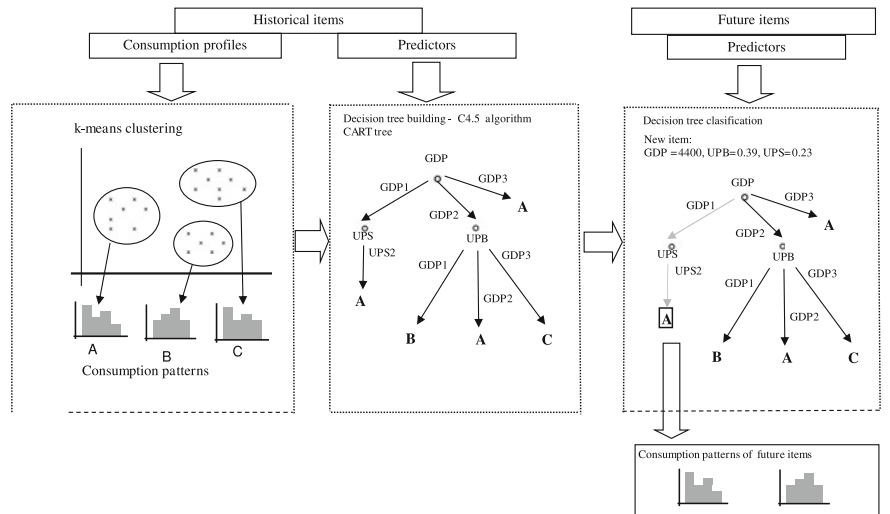 Historical items
Consumption profiles
Predictors
Future items
Predictors
k-means clustering
A
B
C
Consumption patterns
Decision tree building - C4.5 algorithm
CART tree
GDP
GDP1
GDP3
GDP2
A
UPS
UPB
UPS2
GDP1
GDP3
GDP2
A
B
A
C
Decision tree clasification
New item:
GDP =4400, UPB=0.39, UPS=0.23
GDP
GDP1
GDP3
GDP2
A
UPS
UPB
UPS2
GDP1
GDP3
GDP2
A
B
A
C
Consumption patterns of future items